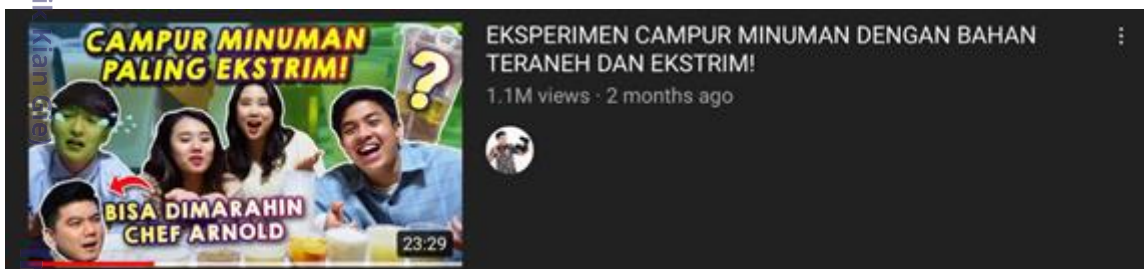 CAMPUR MINUMAN
PALING EKSTRIM!
?
BISA DIMARAHIN
CHEF ARNOLD
23:29
EKSPERIMEN CAMPUR MINUMAN DENGAN BAHAN
TERANEH DAN EKSTRIM!
1.1M views · 2 months ago